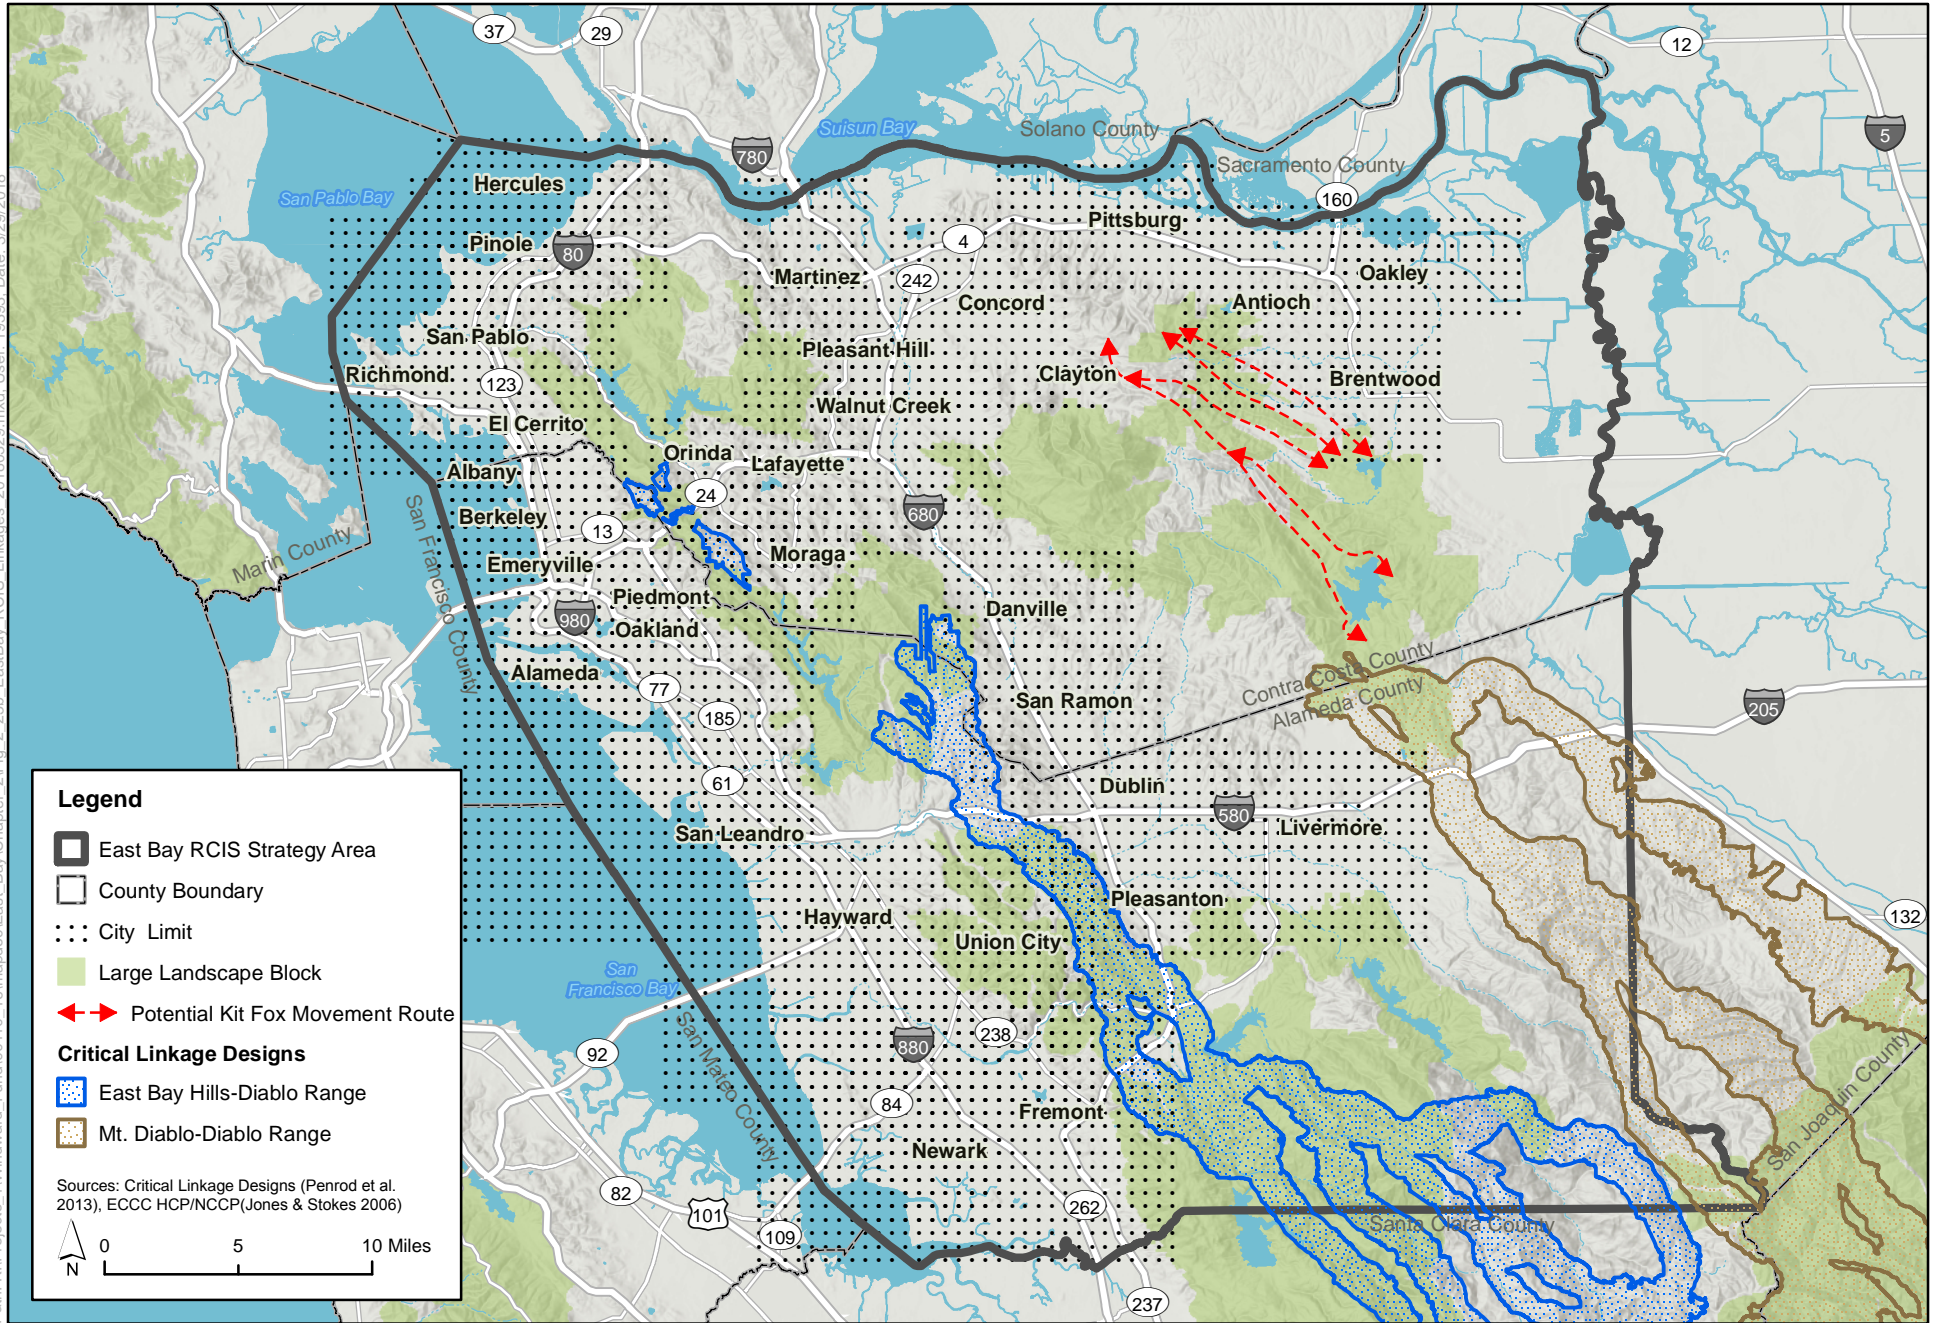 37
29
12
5
780
Suisun Bay
Solano County
Sacramento County
160
San Pablo Bay
Hercules
Pinole
80
Pittsburg
4
242
Martinez
Concord
Oakley
Antioch
San Pablo
Pleasant Hill
Richmond
123
Clayton
Brentwood
Walnut Creek
El Cerrito
Orinda
Lafayette
Albany
24
Berkeley
13
680
Marin County
San Francisco County
Emeryville
Moraga
Piedmont
Danville
980
Oakland
Alameda
77
185
San Ramon
Contra Costa County
Alameda County
205
61
Dublin
580
San Leandro
Livermore
Pleasanton
Hayward
132
Union City
San
Francisco Bay
San Mateo County
92
880
238
84
Fremont
Newark
San Joaquin County
82
101
109
262
Santa Clara County
237
Legend
East Bay RCIS Strategy Area
County Boundary
City Limit
Large Landscape Block
Potential Kit Fox Movement Route
Critical Linkage Designs
East Bay Hills-Diablo Range
Mt. Diablo-Diablo Range
Sources: Critical Linkage Designs (Penrod et al.
2013), ECCC HCP/NCCP(Jones & Stokes 2006)
N
0 5 10 Miles